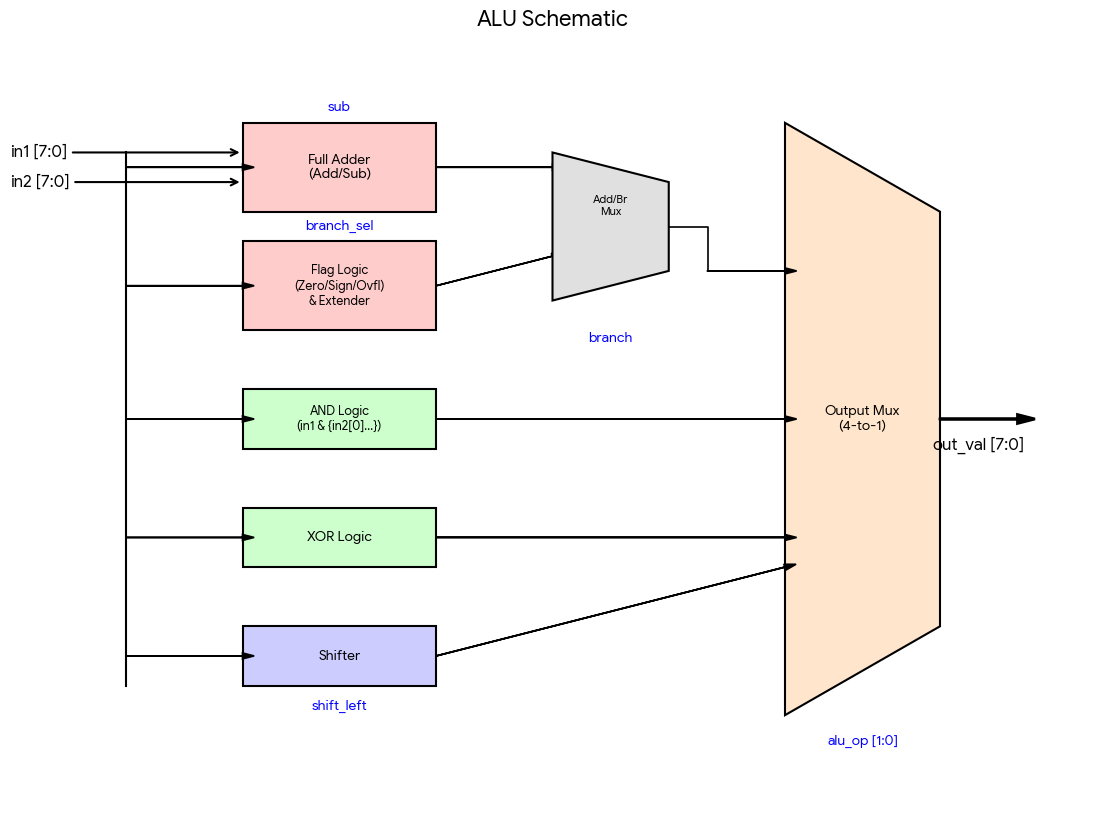 ALU Schematic
sub
in1 [7:0]
in2 [7:0]
Full Adder
(Add/Sub)
branch_sel
Flag Logic
(Zero/Sign/Ovfl)
& Extender
Add/Br
Mux
branch
AND Logic
(in1 & {in2[0]...})
Output Mux
(4-to-1)
out_val [7:0]
XOR Logic
Shifter
shift_left
alu_op [1:0]